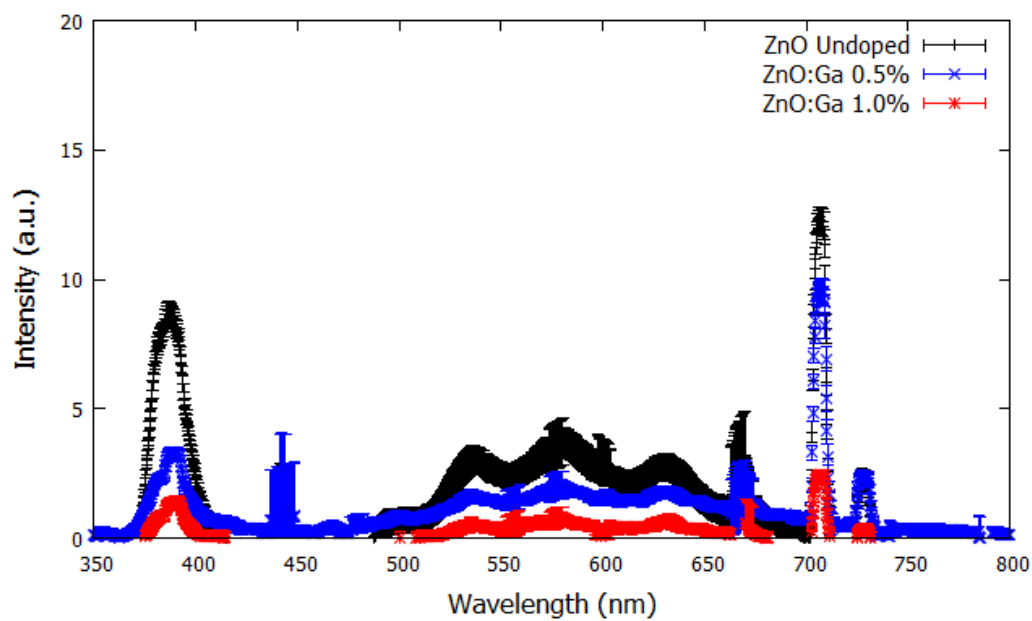 20
15
10
5
0
Intensity (a.u.)
ZnO Undoped
ZnO:Ga 0.5%
ZnO:Ga 1.0%
350 400 450 500 550 600 650 700 750 800
Wavelength (nm)